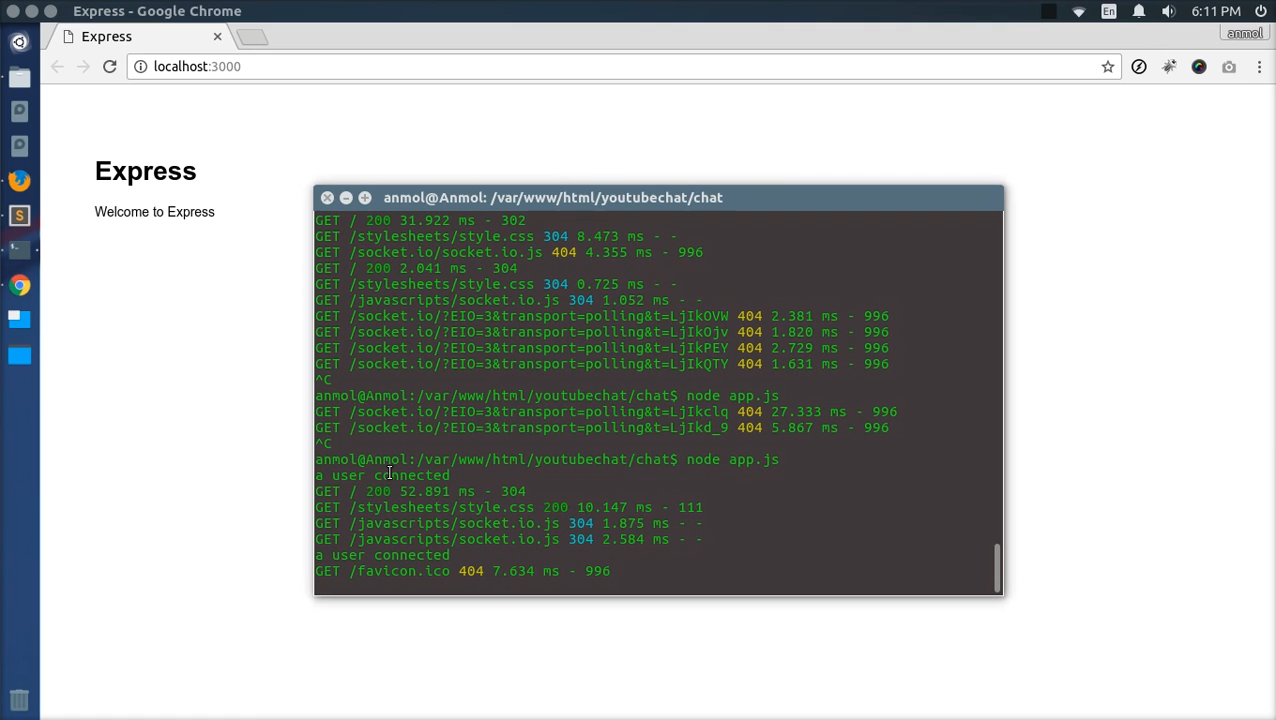 Express - Google Chrome
En
6:11 PM
Express
anmol
localhost:3000
Express
Welcome to Express
anmol@Anmol: /var/www/html/youtubechat/chat
GET / 200 31.922 ms - 302
GET /stylesheets/style.css 304 8.473 ms - -
GET /socket.io/socket.io.js 404 4.355 ms - 996
GET / 200 2.041 ms - 304
GET /stylesheets/style.css 304 0.725 ms - -
GET /javascripts/socket.io.js 304 1.052 ms - -
GET /socket.io/?EIO=3&transport=polling&t=LjIkOVW 404 2.381 ms - 996
GET /socket.io/?EIO=3&transport=polling&t=LjIkOjv 404 1.820 ms - 996
GET /socket.io/?EIO=3&transport=polling&t=LjIkPEY 404 2.729 ms - 996
GET /socket.io/?EIO=3&transport=polling&t=LjIkQTY 404 1.631 ms - 996
^C
anmol@Anmol:/var/www/html/youtubechat/chat$ node app.js
GET /socket.io/?EIO=3&transport=polling&t=LjIkclq 404 27.333 ms - 996
GET /socket.io/?EIO=3&transport=polling&t=LjIkd_9 404 5.867 ms - 996
^C
anmol@Anmol:/var/www/html/youtubechat/chat$ node app.js
a user connected
GET / 200 52.891 ms - 304
GET /stylesheets/style.css 200 10.147 ms - 111
GET /javascripts/socket.io.js 304 1.875 ms - -
GET /javascripts/socket.io.js 304 2.584 ms - -
a user connected
GET /favicon.ico 404 7.634 ms - 996